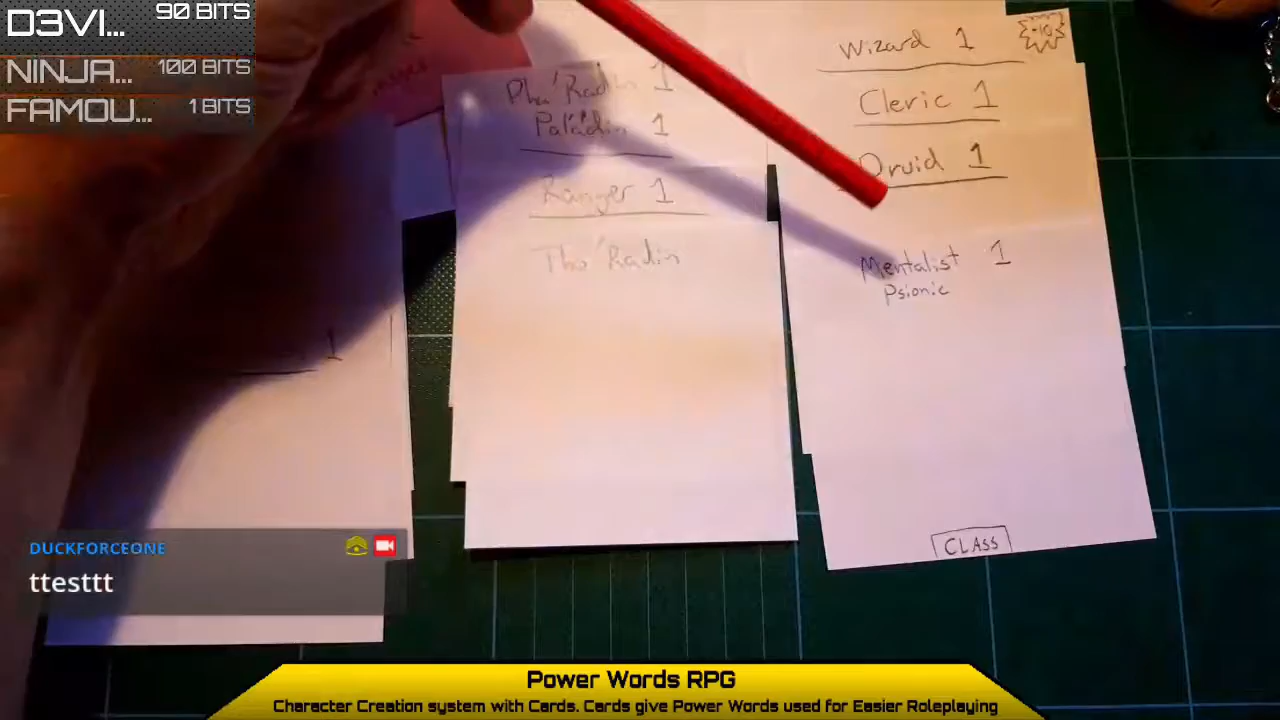 D3VI... 90 BITS
NINJA... 100 BITS
FAMOU... 1 BITS
Pha'Radin 1
Paladin 1
Ranger 1
Tha'Radin
1
Wizard 1
-10
Cleric 1
Druid 1
Mentalist 1
Psionic
CLASS
DUCKFORCEONE
ttesttt
Power Words RPG
Character Creation system with Cards. Cards give Power Words used for Easier Roleplaying